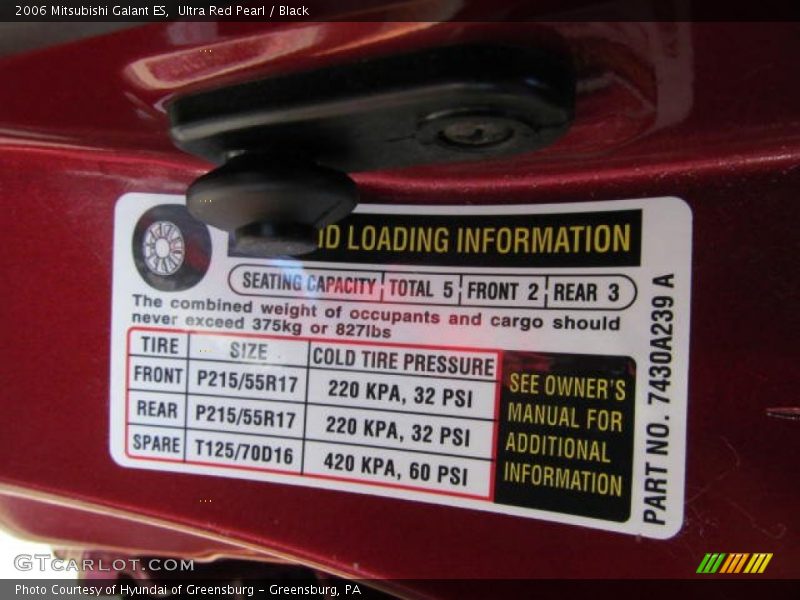 2006 Mitsubishi Galant ES, Ultra Red Pearl / Black
LOADING INFORMATION
SEATING CAPACITY TOTAL 5 FRONT 2 REAR 3
The combined weight of occupants and cargo should
never exceed 375kg or 827lbs
TIRE SIZE COLD TIRE PRESSURE
FRONT P215/55R17 220 KPA, 32 PSI
REAR P215/55R17 220 KPA, 32 PSI
SPARE T125/70D16 420 KPA, 60 PSI
SEE OWNER'S
MANUAL FOR
ADDITIONAL
INFORMATION
PART NO. 7430A239 A
GTCARLOT.COM
Photo Courtesy of Hyundai of Greensburg - Greensburg, PA